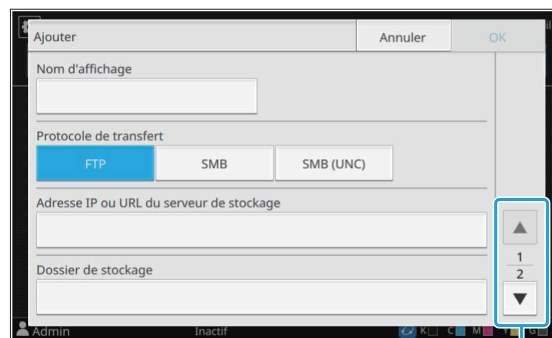 Ajouter
Annuler
OK
Nom d'affichage
Protocole de transfert
FTP
SMB
SMB (UNC)
Adresse IP ou URL du serveur de stockage
1
2
Dossier de stockage
Admin
Inactif
K
C
M
Y
G